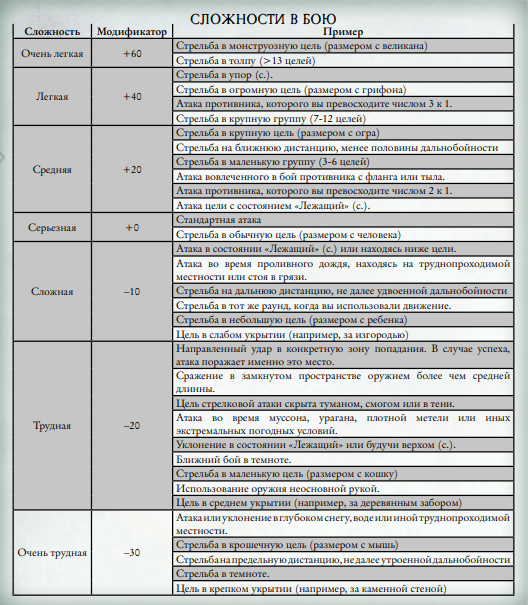 СЛОЖНОСТИ В БОЮ
Сложность Модификатор Пример
Очень легкая +60 Стрельба в монструозную цель (размером с великана)
Стрельба в толпу (>13 целей)
Легкая +40 Стрельба в упор (с.).
Стрельба в огромную цель (размером с грифона)
Атака противника, которого вы превосходите числом 3 к 1.
Стрельба в крупную группу (7-12 целей)
Средняя +20 Стрельба в крупную цель (размером с огра)
Стрельба на ближнюю дистанцию, менее половины дальнобойности
Стрельба в маленькую группу (3-6 целей)
Атака вовлеченного в бой противника с фланга или тыла.
Атака противника, которого вы превосходите числом 2 к 1.
Атака цели с состоянием «Лежащий» (с.).
Серьезная +0 Стандартная атака
Стрельба в обычную цель (размером с человека)
Сложная –10 Атака в состоянии «Лежащий» (с.) или находясь ниже цели.
Атака во время проливного дождя, находясь на труднопроходимой
местности или стоя в грязи.
Стрельба на дальнюю дистанцию, не далее удвоенной дальнобойности
Стрельба в тот же раунд, когда вы использовали движение.
Стрельба в небольшую цель (размером с ребенка)
Цель в слабом укрытии (например, за изгородью)
Трудная –20 Направленный удар в конкретную зону попадания. В случае успеха,
атака поражает именно это место.
Сражение в замкнутом пространстве оружием более чем средней
длинны.
Цель стрелковой атаки скрыта туманом, смогом или в тени.
Атака во время муссона, урагана, плотной метели или иных
экстремальных погодных условий.
Уклонение в состоянии «Лежащий» или будучи верхом (с.).
Ближний бой в темноте.
Стрельба в маленькую цель (размером с кошку)
Использование оружия неосновной рукой.
Цель в среднем укрытии (например, за деревянным забором)
Очень трудная –30 Атака или уклонение в глубоком снегу, воде или иной труднопроходимой
местности.
Стрельба в крошечную цель (размером с мышь)
Стрельба на предельную дистанцию, не далее утроенной дальнобойности
Стрельба в темноте.
Цель в крепком укрытии (например, за каменной стеной)